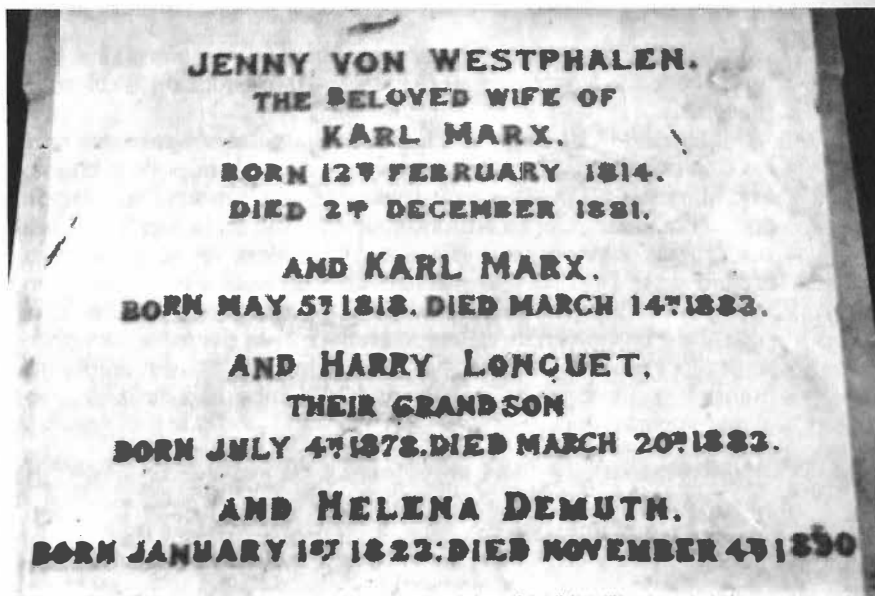 JENNY VON WESTPHALEN.
THE BELOVED WIFE OF
KARL MARX.
BORN 12TH FEBRUARY 1814.
DIED 2TH DECEMBER 1881.
AND KARL MARX.
BORN MAY 5TH 1818. DIED MARCH 14TH 1883.
AND HARRY LONGUET,
THEIR GRANDSON
BORN JULY 4TH 1878. DIED MARCH 20TH 1883.
AND HELENA DEMUTH.
BORN JANUARY 1ST 1823: DIED NOVEMBER 4TH 1890